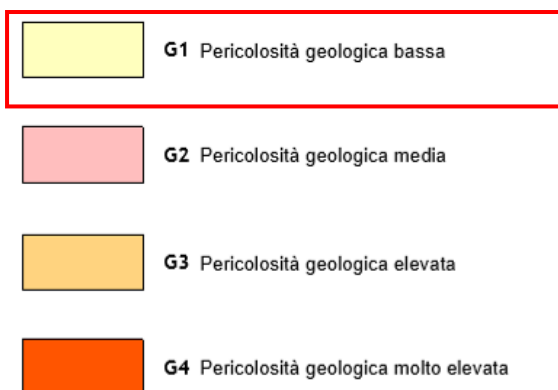 G1 Pericolosità geologica bassa
G2 Pericolosità geologica media
G3 Pericolosità geologica elevata
G4 Pericolosità geologica molto elevata